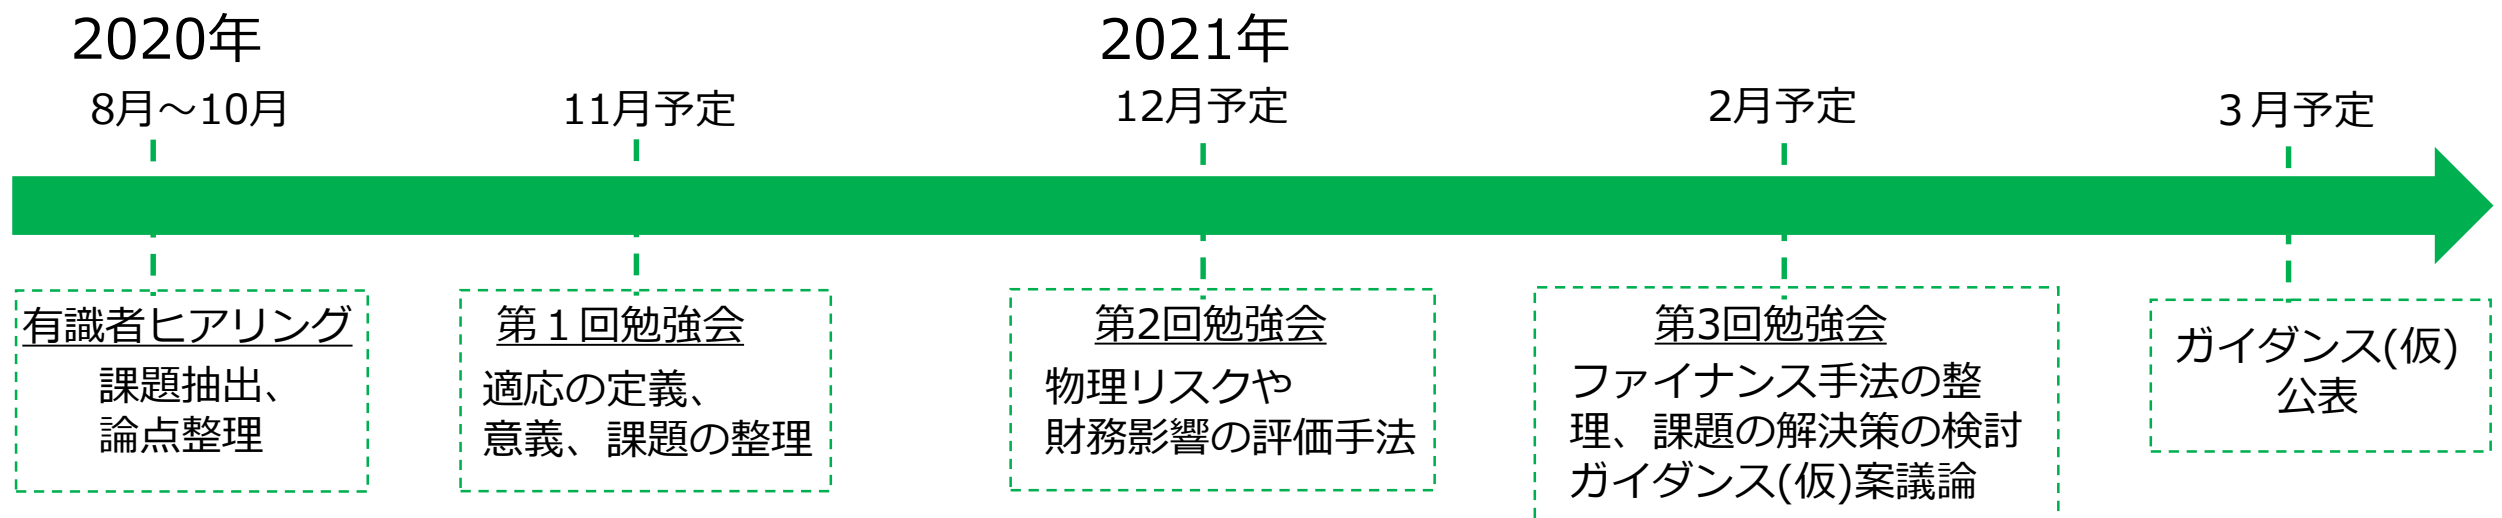 2020年
2021年
8月～10月
11月予定
12月予定
2月予定
3 月予定
有識者ヒアリング
課題抽出、
論点整理
第1回勉強会
適応の定義、
意義、課題の整理
第2回勉強会
物理リスクや
財務影響の評価手法
第3回勉強会
ファイナンス手法の整
理、課題の解決策の検討、
ガイダンス(仮)案議論
ガイダンス(仮)
公表